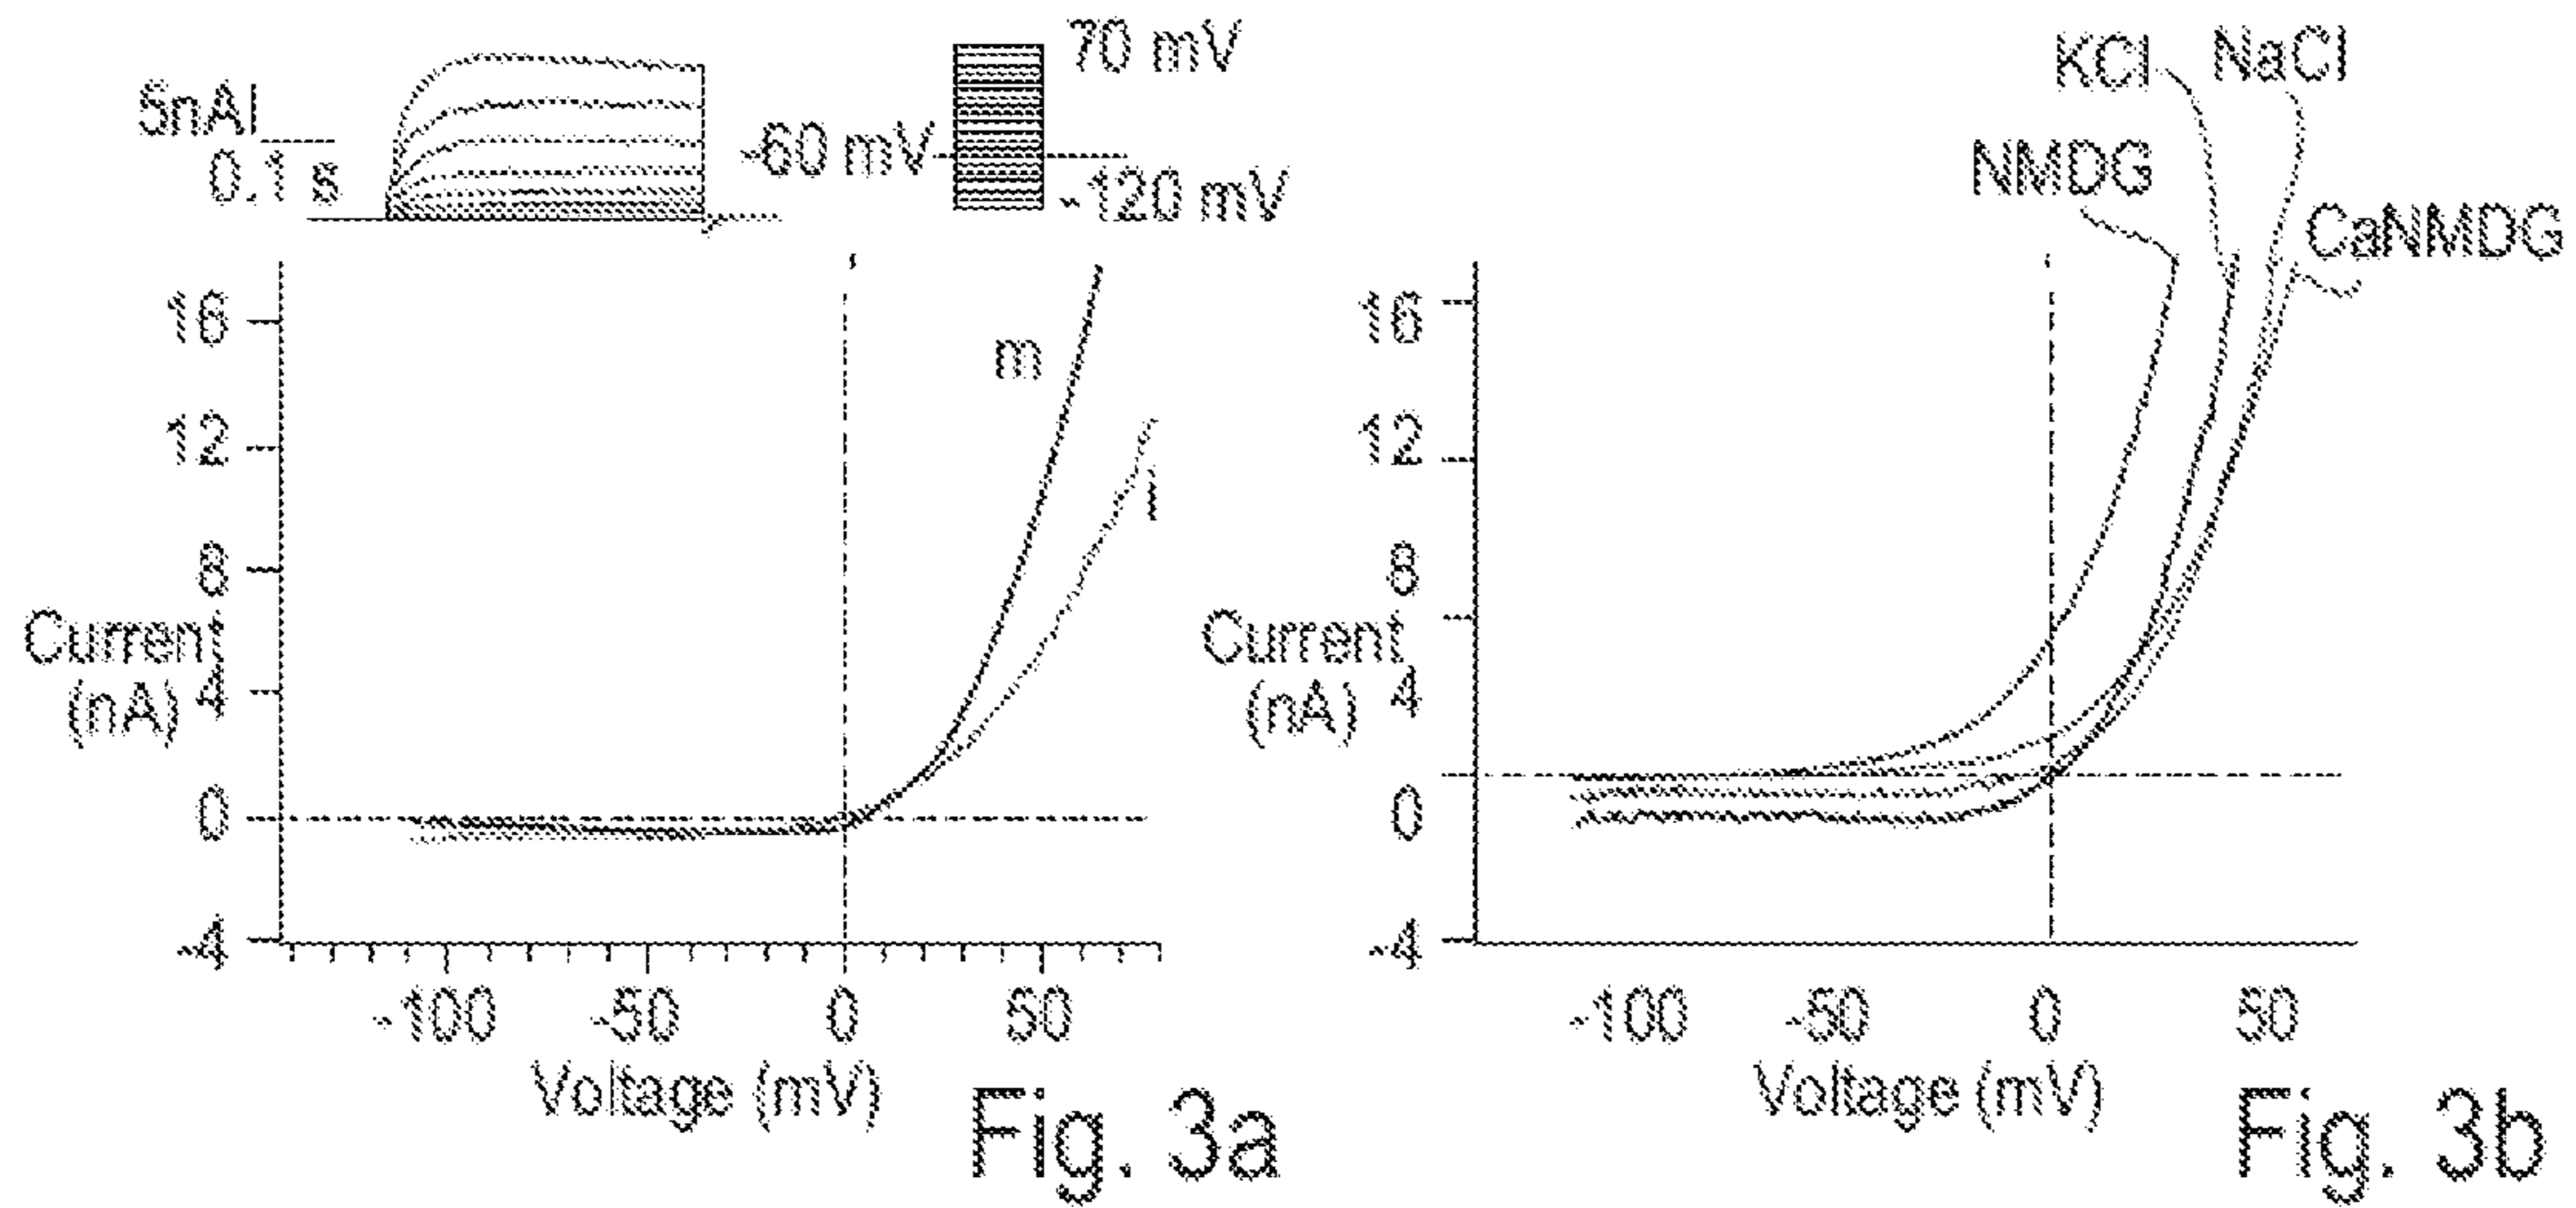 5nAl
0.1 s
-60 mV
70 mV
-120 mV
m
i
16
12
8
4
0
-4
Current
(nA)
-100 -50 0 50
Voltage (mV)
Fig. 3a
KCl NaCl
NMDG
CaNMDG
16
12
8
4
0
-4
Current
(nA)
-100 -50 0 50
Voltage (mV)
Fig. 3b